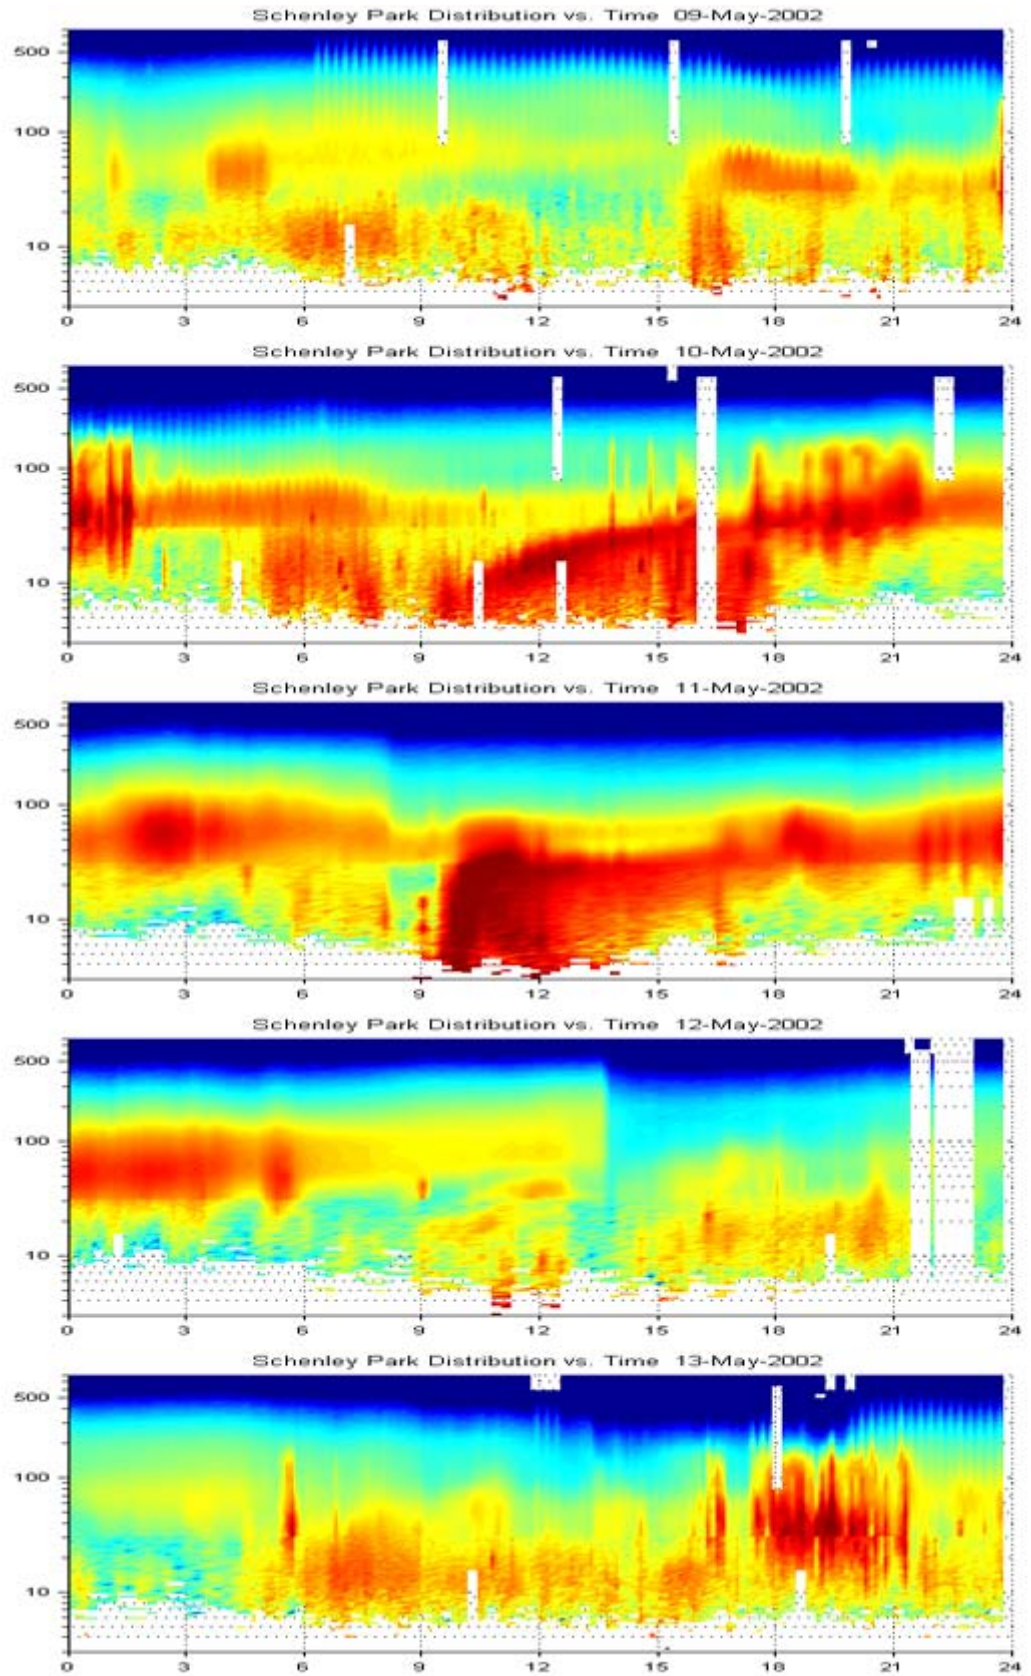 Schenley Park Distribution vs. Time 09-May-2002
500
100
10
0 3 6 9 12 15 18 21 24
Schenley Park Distribution vs. Time 10-May-2002
500
100
10
0 3 6 9 12 15 18 21 24
Schenley Park Distribution vs. Time 11-May-2002
500
100
10
0 3 6 9 12 15 18 21 24
Schenley Park Distribution vs. Time 12-May-2002
500
100
10
0 3 6 9 12 15 18 21 24
Schenley Park Distribution vs. Time 13-May-2002
500
100
10
0 3 6 9 12 15 18 21 24